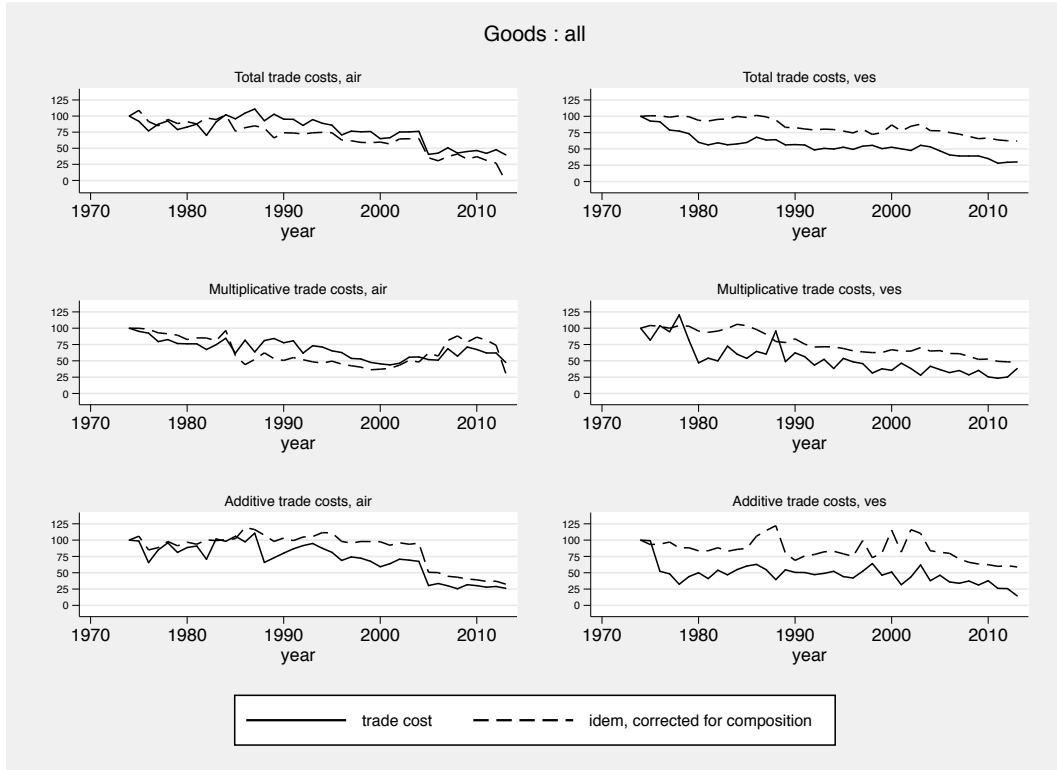 Goods : all
Total trade costs, air
125
100
75
50
25
0
1970 1980 1990 2000 2010
year
Total trade costs, ves
125
100
75
50
25
0
1970 1980 1990 2000 2010
year
Multiplicative trade costs, air
125
100
75
50
25
0
1970 1980 1990 2000 2010
year
Multiplicative trade costs, ves
125
100
75
50
25
0
1970 1980 1990 2000 2010
year
Additive trade costs, air
125
100
75
50
25
0
1970 1980 1990 2000 2010
year
Additive trade costs, ves
125
100
75
50
25
0
1970 1980 1990 2000 2010
year
trade cost idem, corrected for composition